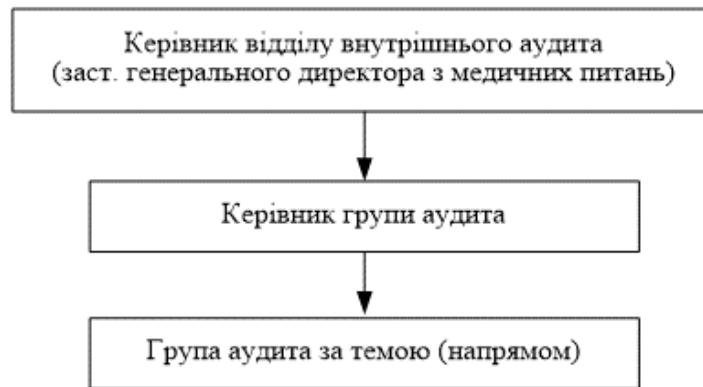 Керівник відділу внутрішнього аудита
(заст. генерального директора з медичних питань)
Керівник групи аудита
Група аудита за темою (напрямом)